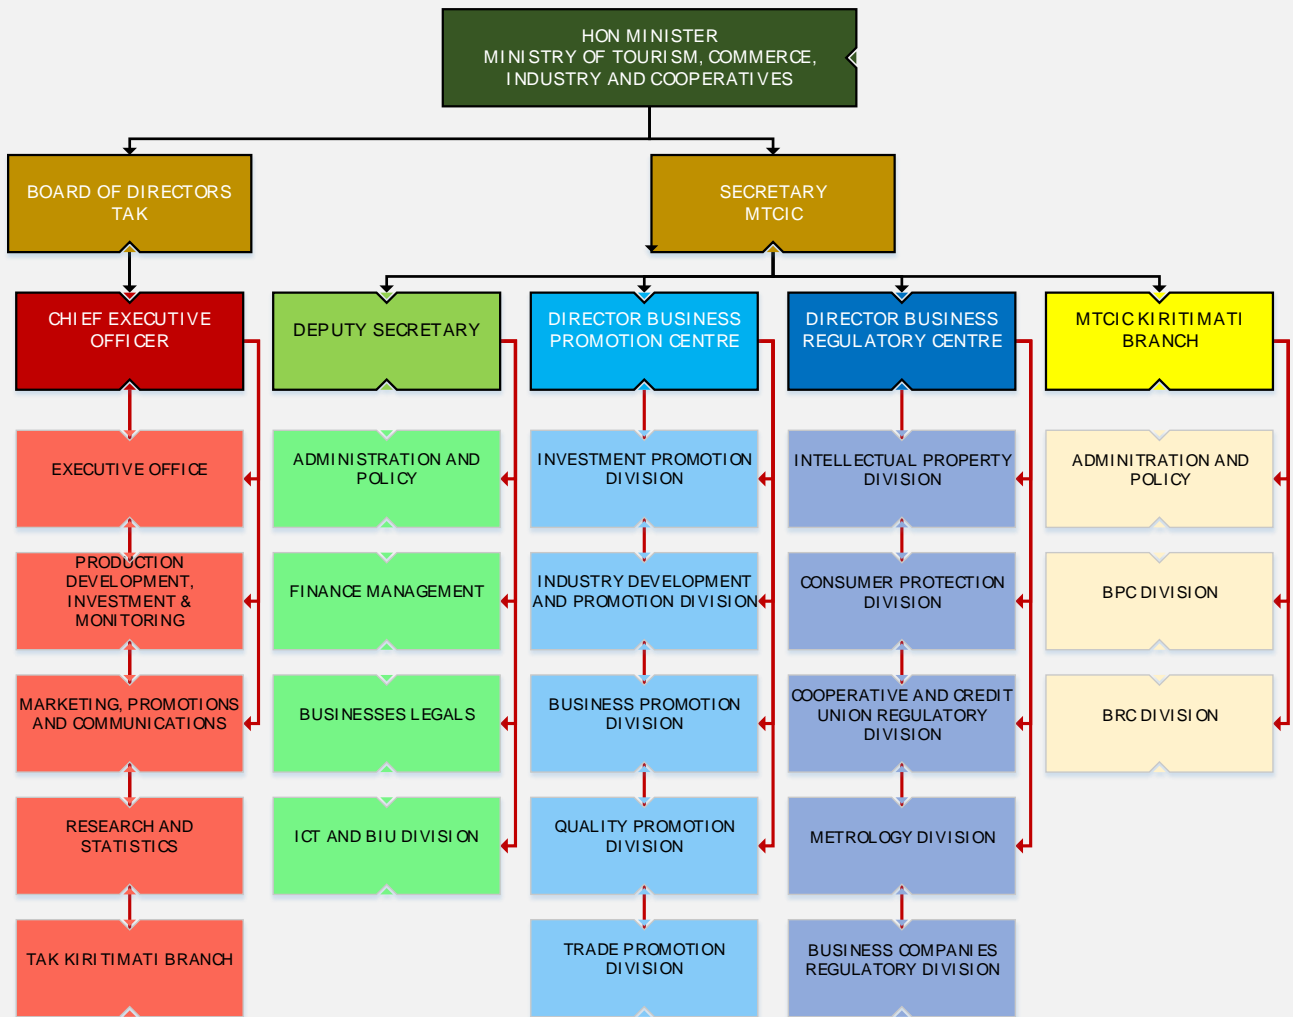 HON MINISTER
MINISTRY OF TOURISM, COMMERCE,
INDUSTRY AND COOPERATIVES
BOARD OF DIRECTORS
TAK
SECRETARY
MTCIC
CHIEF EXECUTIVE
OFFICER
DEPUTY SECRETARY
DIRECTOR BUSINESS
PROMOTION CENTRE
DIRECTOR BUSINESS
REGULATORY CENTRE
MTCIC KIRITIMATI
BRANCH
EXECUTIVE OFFICE
ADMINISTRATION AND
POLICY
INVESTMENT PROMOTION
DIVISION
INTELLECTUAL PROPERTY
DIVISION
ADMINITRATION AND
POLICY
PRODUCTION
DEVELOPMENT,
INVESTMENT &
MONITORING
FINANCE MANAGEMENT
INDUSTRY DEVELOPMENT
AND PROMOTION DIVISION
CONSUMER PROTECTION
DIVISION
BPC DIVISION
MARKETING, PROMOTIONS
AND COMMUNICATIONS
BUSINESSES LEGALS
BUSINESS PROMOTION
DIVISION
COOPERATIVE AND CREDIT
UNION REGULATORY
DIVISION
BRC DIVISION
RESEARCH AND
STATISTICS
ICT AND BIU DIVISION
QUALITY PROMOTION
DIVISION
METROLOGY DIVISION
TAK KIRITIMATI BRANCH
TRADE PROMOTION
DIVISION
BUSINESS COMPANIES
REGULATORY DIVISION